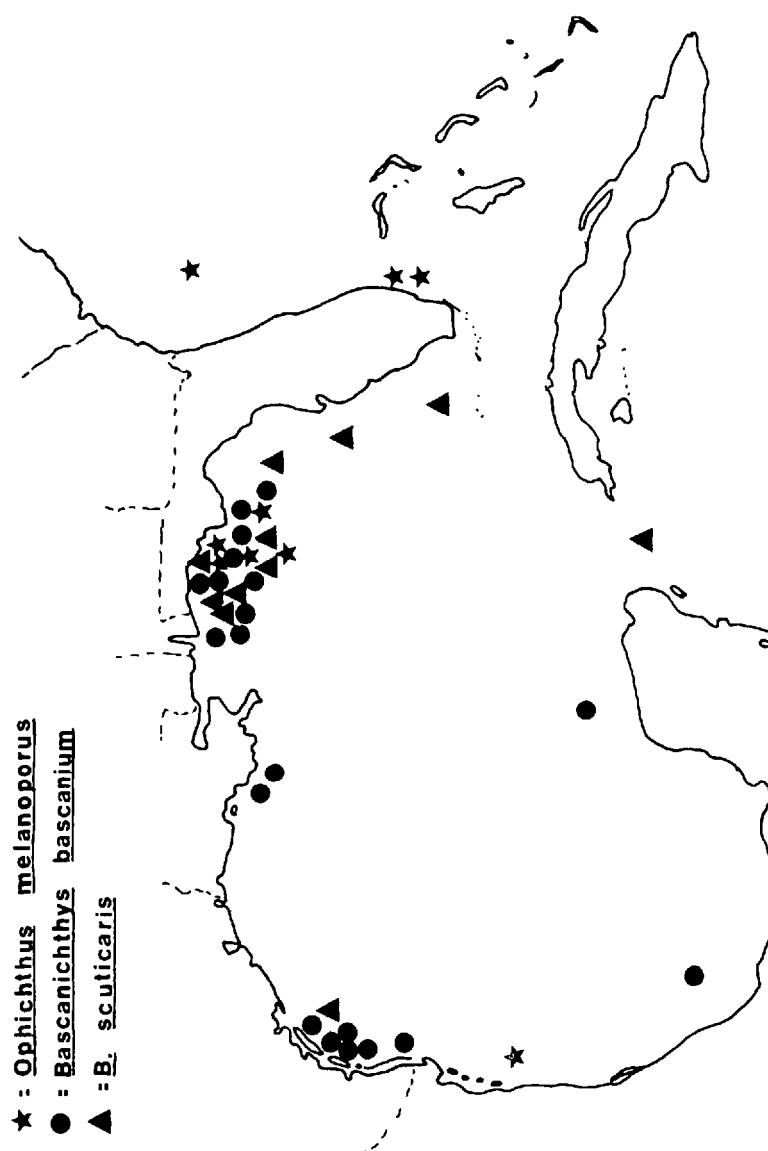 ★ = Ophichthus melanoporus
● = Bascanichthys bascanium
▲ = B. scuticaris